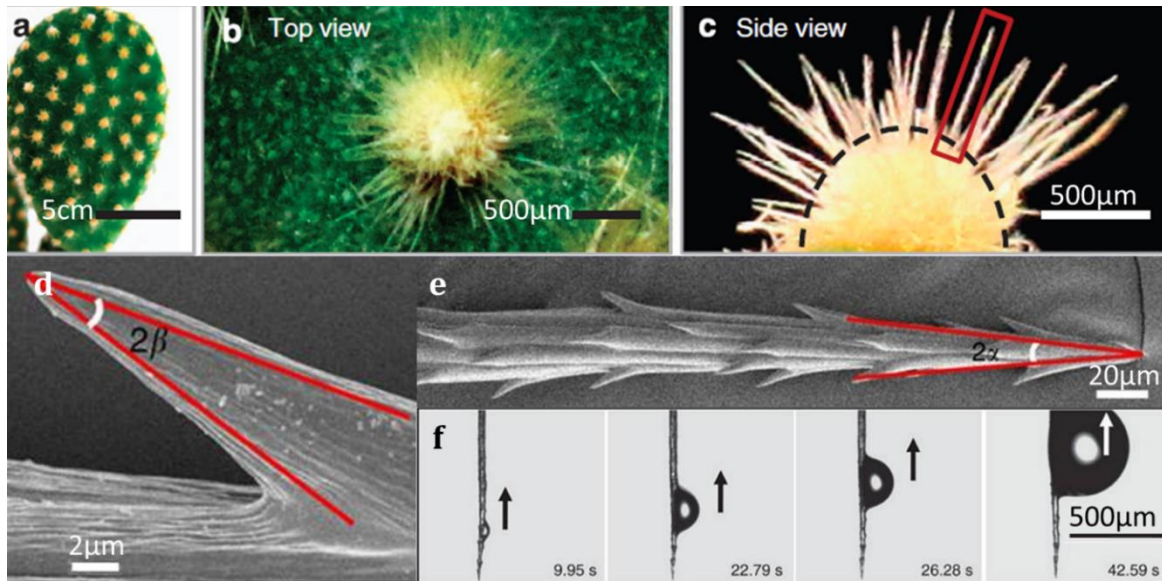 a
5cm
b Top view
500μm
c Side view
500μm
d
2β
2μm
e
2α
20μm
f
9.95 s
22.79 s
26.28 s
500μm
42.59 s